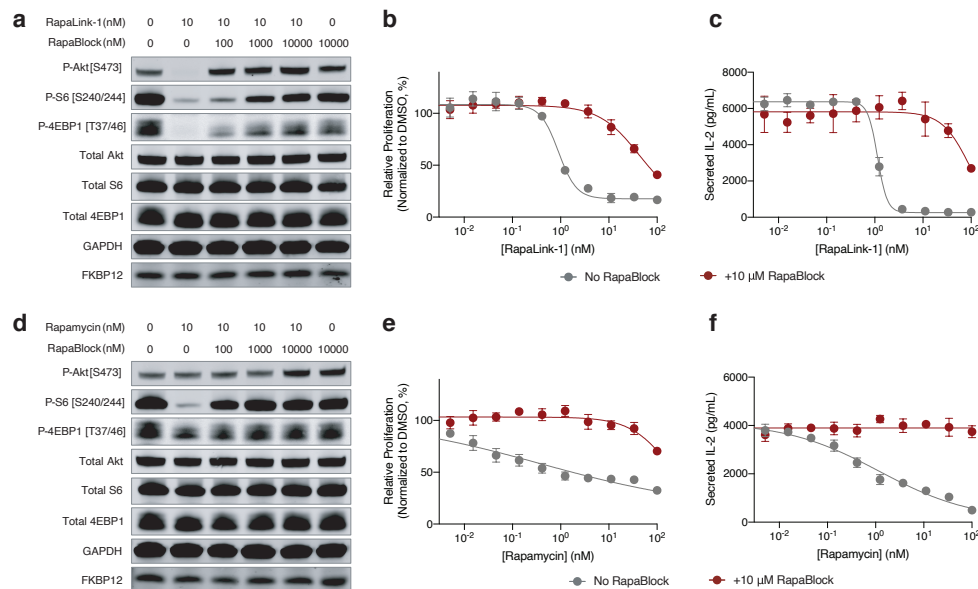 a
RapaLink-1 (nM) 0 10 10 10 10 0
RapaBlock (nM) 0 0 100 1000 10000 10000
P-Akt [S473]
P-S6 [S240/244]
P-4EBP1 [T37/46]
Total Akt
Total S6
Total 4EBP1
GAPDH
FKBP12
b
Relative Proliferation
(Normalized to DMSO, %)
100
50
0
10-2 10-1 100 101 102
[RapaLink-1] (nM)
c
Secreted IL-2 (pg/mL)
8000
6000
4000
2000
0
10-2 10-1 100 101 102
[RapaLink-1] (nM)
No RapaBlock
+10 μM RapaBlock
d
Rapamycin (nM) 0 10 10 10 10 0
RapaBlock (nM) 0 0 100 1000 10000 10000
P-Akt [S473]
P-S6 [S240/244]
P-4EBP1 [T37/46]
Total Akt
Total S6
Total 4EBP1
GAPDH
FKBP12
e
Relative Proliferation
(Normalized to DMSO, %)
100
50
0
10-2 10-1 100 101 102
[Rapamycin] (nM)
f
Secreted IL-2 (pg/mL)
6000
4000
2000
0
10-2 10-1 100 101 102
[Rapamycin] (nM)
No RapaBlock
+10 μM RapaBlock